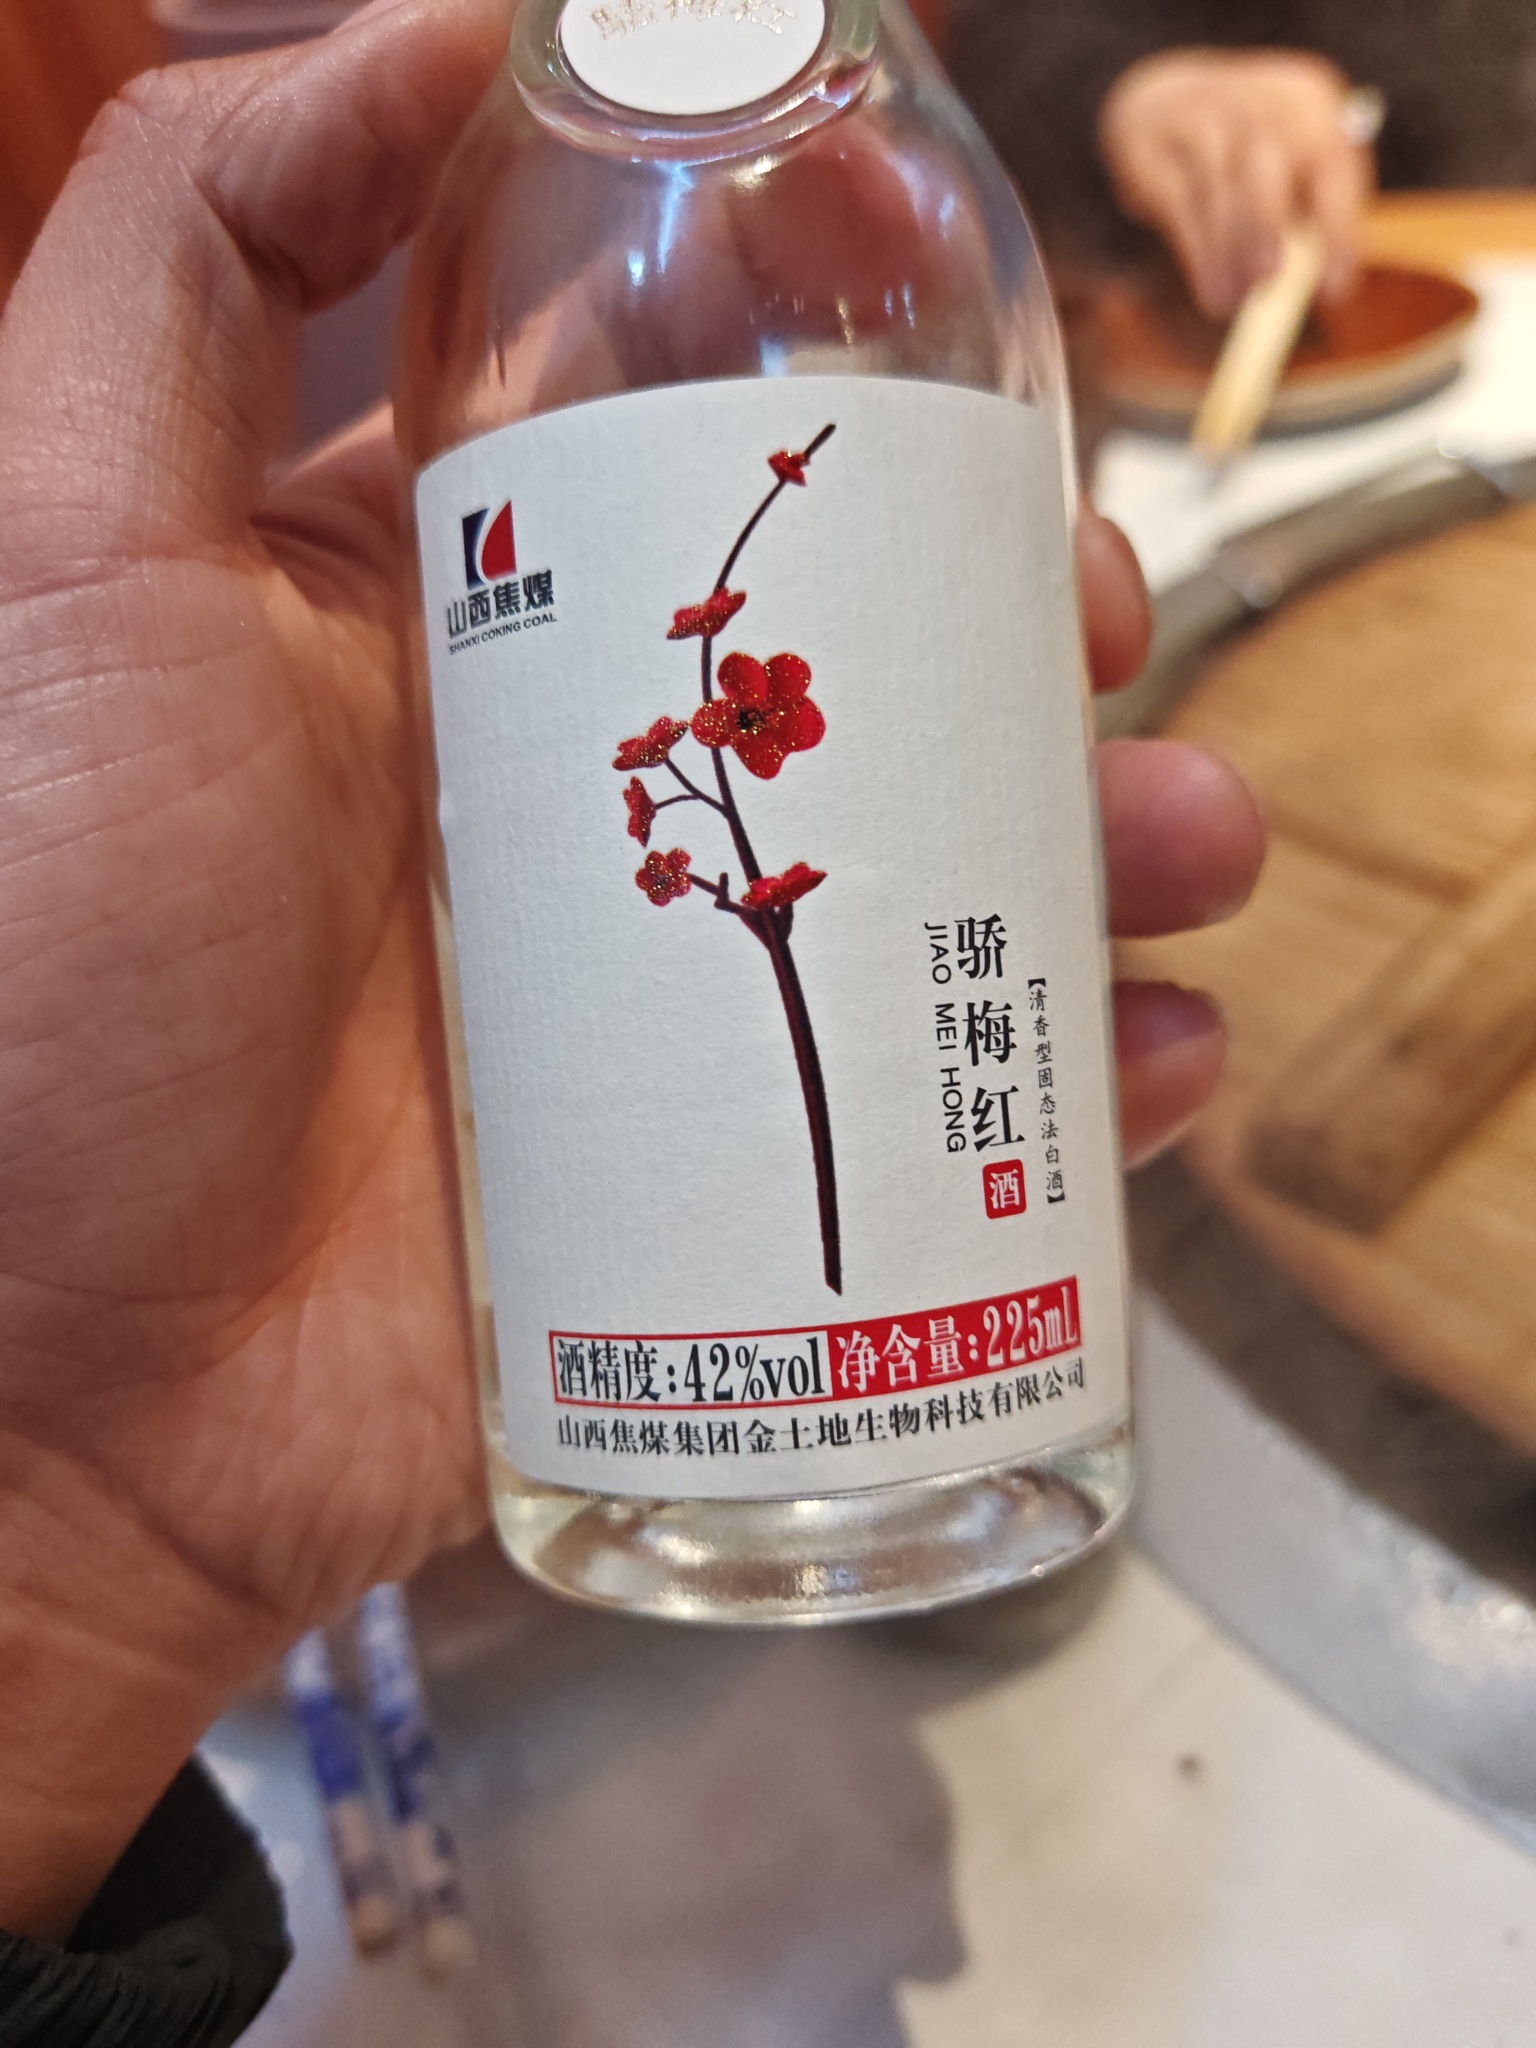 山西焦煤
SHANXI COKING COAL
【清香型固态法白酒】
骄梅红
酒
JIAO MEI HONG
酒精度:42%vol 净含量:225mL
山西焦煤集团金土地生物科技有限公司